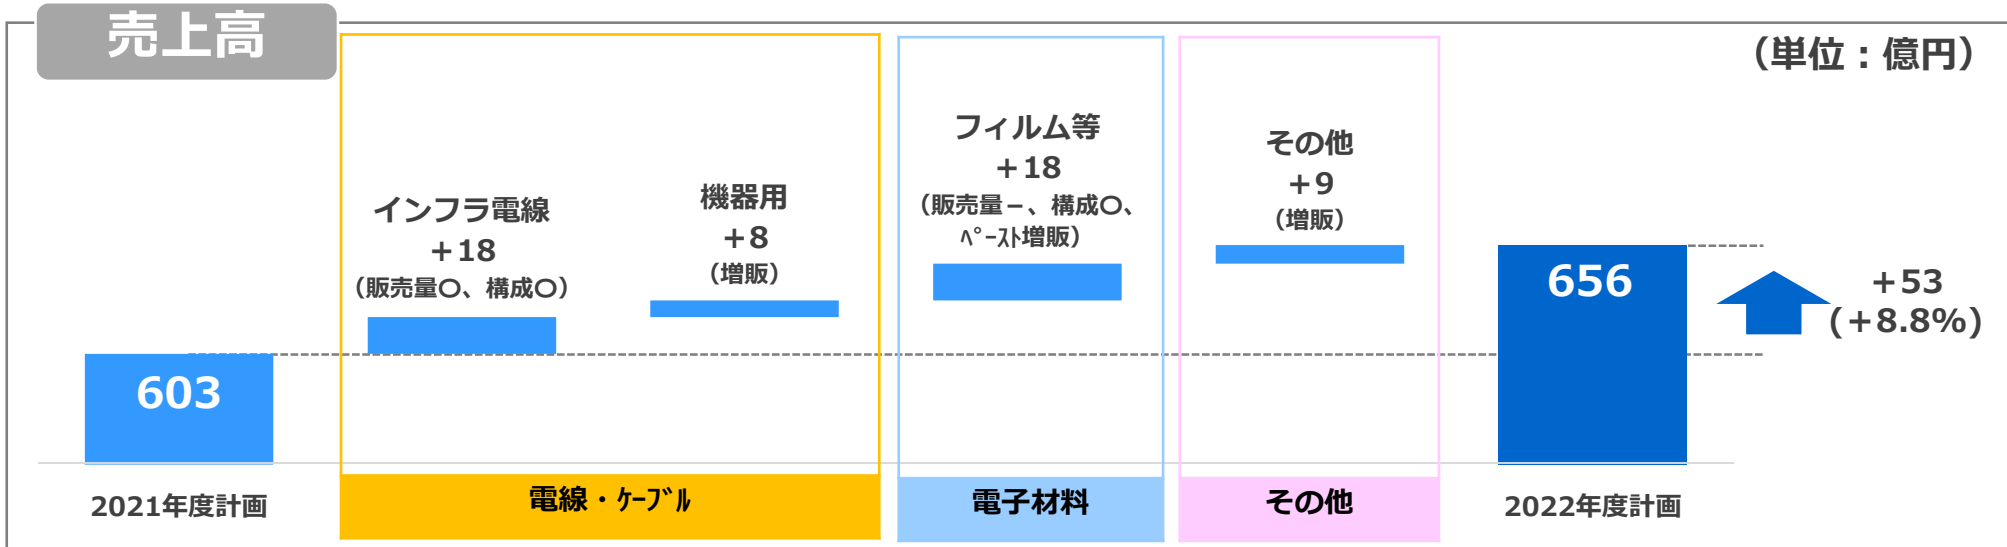 売上高
（単位：億円）
インフラ電線
＋18
（販売量〇、構成〇）
機器用
＋8
（増販）
フィルム等
＋18
（販売量－、構成〇、
ﾍﾟｰｽﾄ増販）
その他
＋9
（増販）
603
656
＋53
(＋8.8%)
2021年度計画
電線・ｹｰﾌﾞﾙ
電子材料
その他
2022年度計画